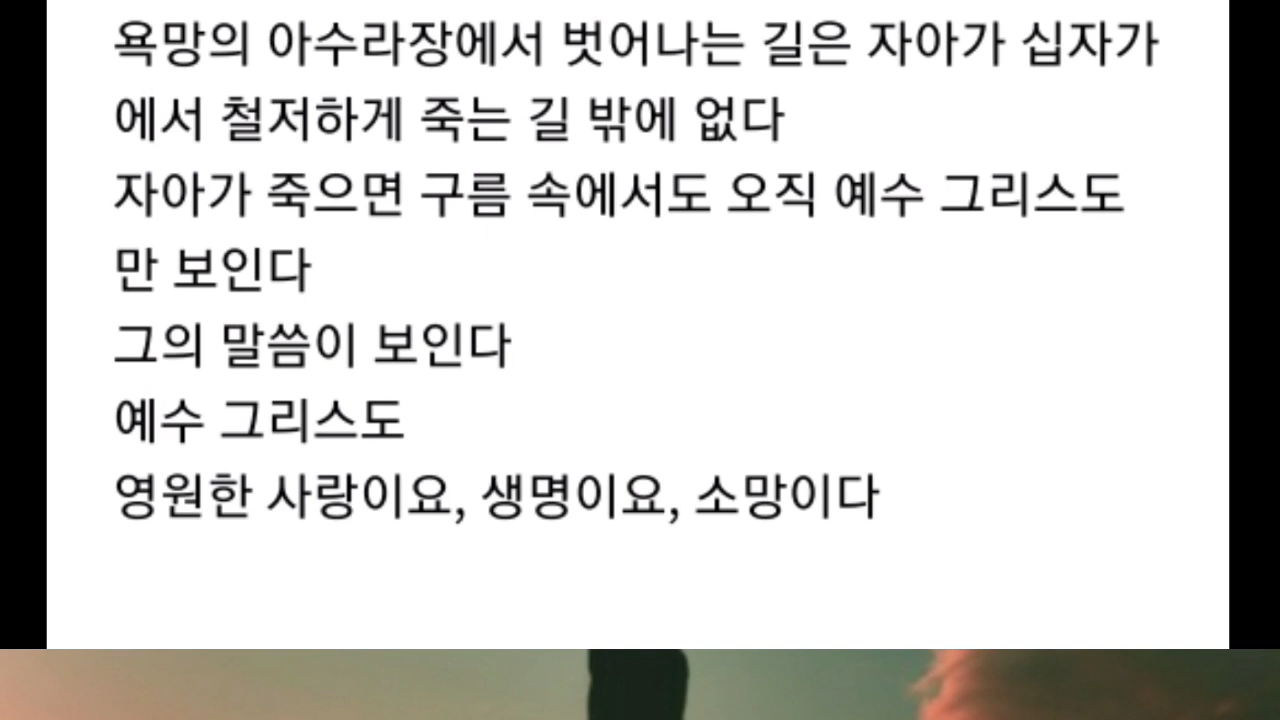 욕망의 아수라장에서 벗어나는 길은 자아가 십자가
에서 철저하게 죽는 길 밖에 없다
자아가 죽으면 구름 속에서도 오직 예수 그리스도
만 보인다
그의 말씀이 보인다
예수 그리스도
영원한 사랑이요, 생명이요, 소망이다